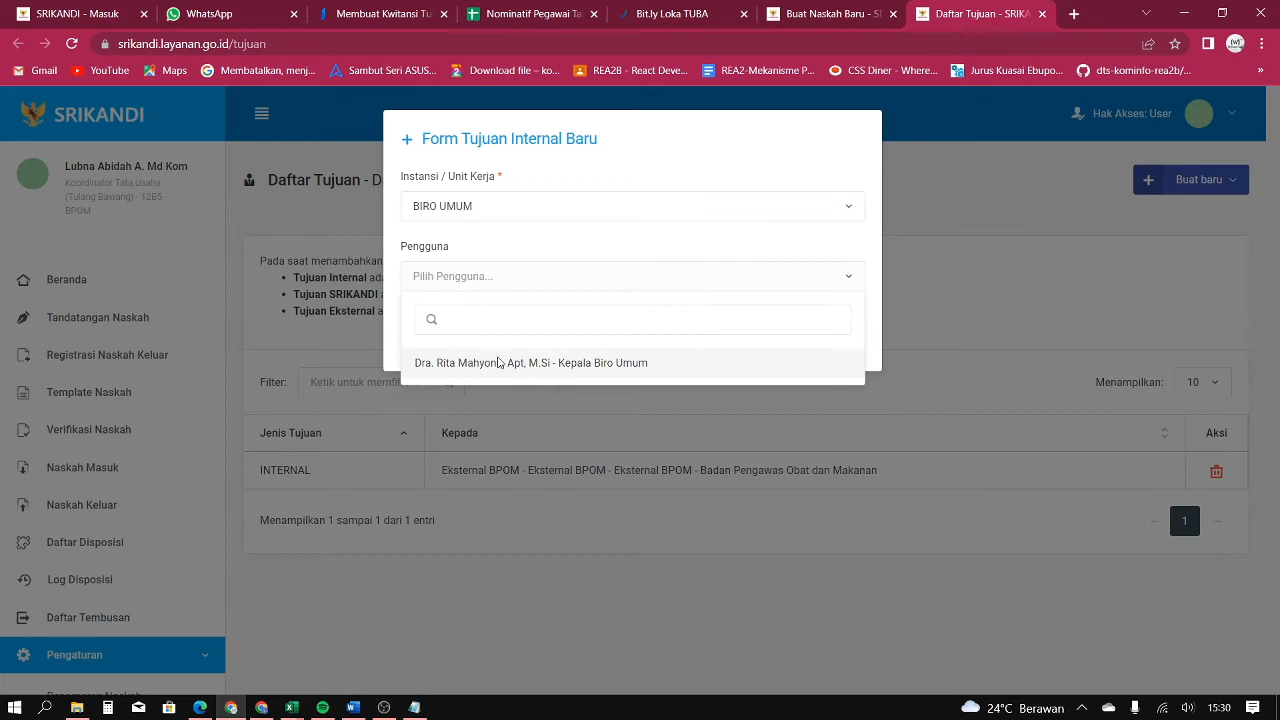 SRIKANDI
WhatsApp
Membuat Kwitansi Tu
Nominatif Pegawai Ta
Bit.ly Loka TUBA
Buat Naskah Baru - S
Daftar Tujuan - SRIKA
srikandi.layanan.go.id/tujuan
Gmail
YouTube
Maps
Membatalkan, menj...
Sambut Seri ASUS...
Download file – ko...
REA2B - React Deve...
REA2-Mekanisme P...
CSS Diner - Where...
Jurus Kuasai Ebupo...
dts-kominfo-rea2b/...
»
SRIKANDI
Hak Akses: User
Lubna Abidah A. Md Kom
Koordinator Tata Usaha
(Tulang Bawang) - 12B5 -
BPOM
Beranda
Tandatangan Naskah
Registrasi Naskah Keluar
Template Naskah
Verifikasi Naskah
Naskah Masuk
Naskah Keluar
Daftar Disposisi
Log Disposisi
Daftar Tembusan
Pengaturan
Daftar Tujuan - D
Buat baru
Pada saat menambahkan
Tujuan Internal ada
Tujuan SRIKANDI a
Tujuan Eksternal a
+ Form Tujuan Internal Baru
Instansi / Unit Kerja *
BIRO UMUM
Pengguna
Pilih Pengguna...
Dra. Rita Mahyona, Apt, M.Si - Kepala Biro Umum
Filter:
Ketik untuk memfi
Menampilkan:
10
Jenis Tujuan
Kepada
Aksi
INTERNAL
Eksternal BPOM - Eksternal BPOM - Eksternal BPOM - Badan Pengawas Obat dan Makanan
Menampilkan 1 sampai 1 dari 1 entri
← 1 →
24°C Berawan
15:30